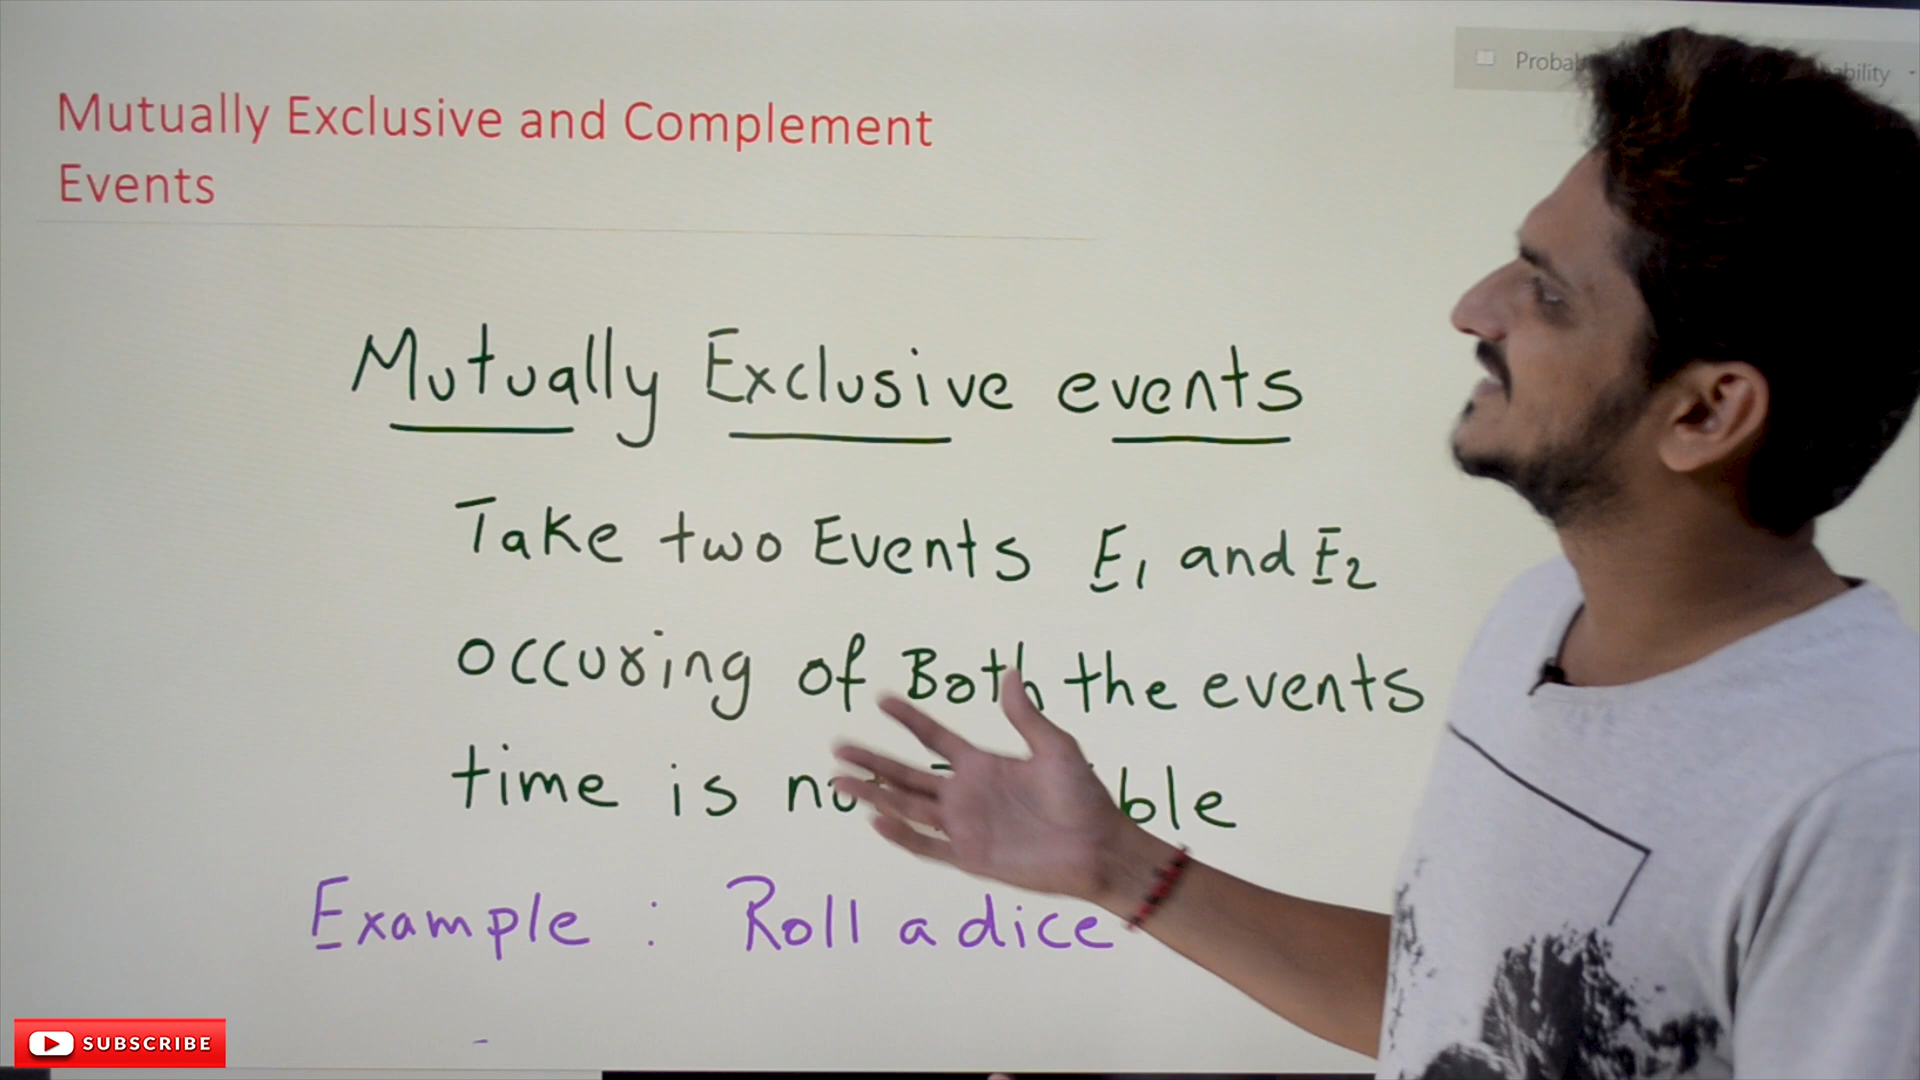 Mutually Exclusive and Complement
Events
Mutually Exclusive events
Take two Events E1 and E2
occuring of Both the events
time is
Example : Roll a dice
SUBSCRIBE